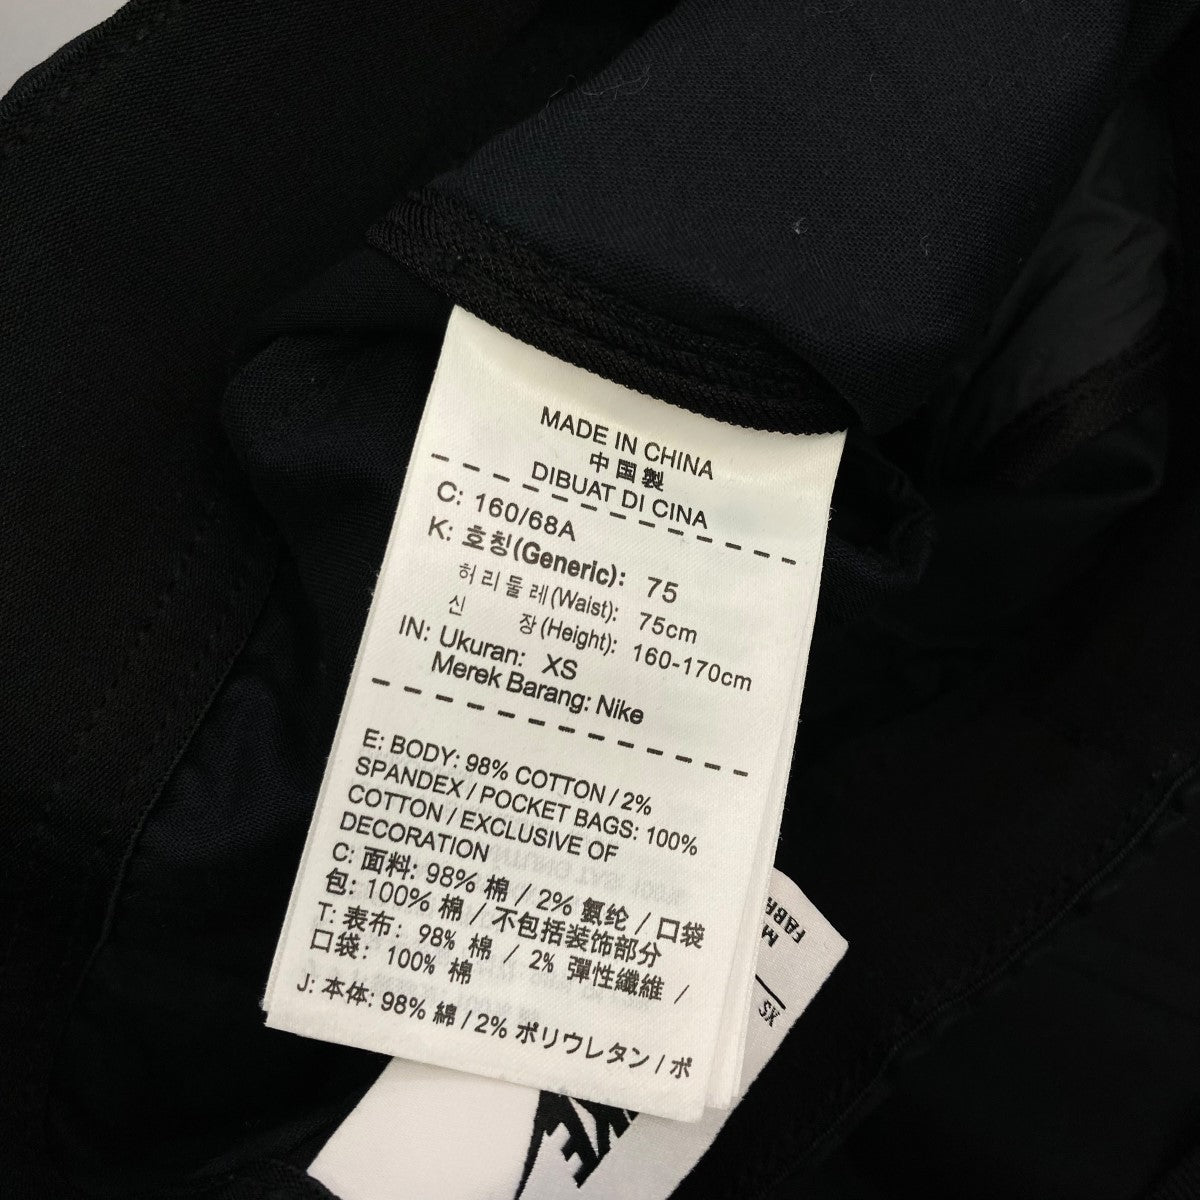 MADE IN CHINA
中国製
DIBUAT DI CINA
C: 160/68A
K: 호칭(Generic): 75
허리둘레(Waist): 75cm
신 장(Height): 160-170cm
IN: Ukuran: XS
Merek Barang: Nike
E: BODY: 98% COTTON / 2%
SPANDEX / POCKET BAGS: 100%
COTTON / EXCLUSIVE OF
DECORATION
C: 面料: 98% 棉 / 2% 氨纶 / 口袋
包: 100% 棉 / 不包括装饰部分
T: 表布: 98% 棉 / 2% 彈性纖維 /
口袋: 100% 棉
J: 本体: 98% 綿 / 2% ポリウレタン / ポ
XS